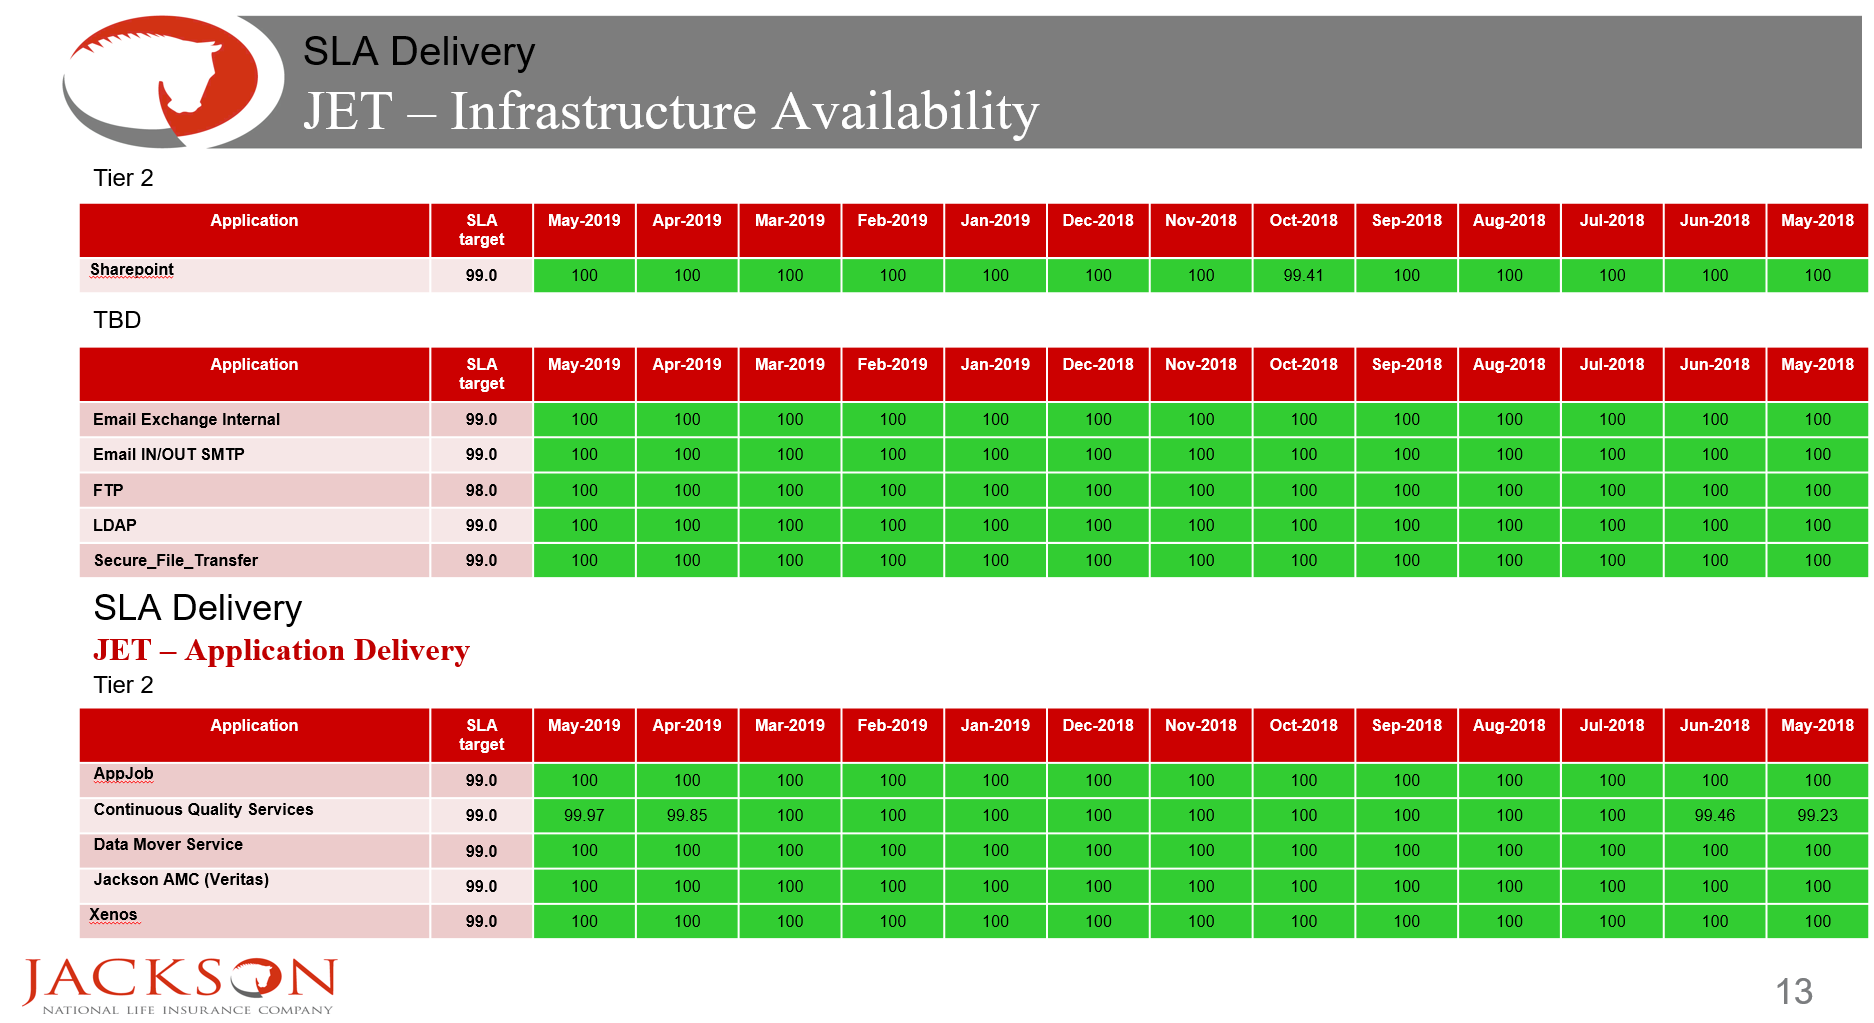 SLA Delivery
JET – Infrastructure Availability
Tier 2
Application SLA target May-2019 Apr-2019 Mar-2019 Feb-2019 Jan-2019 Dec-2018 Nov-2018 Oct-2018 Sep-2018 Aug-2018 Jul-2018 Jun-2018 May-2018
Sharepoint 99.0 100 100 100 100 100 100 100 99.41 100 100 100 100 100
TBD
Application SLA target May-2019 Apr-2019 Mar-2019 Feb-2019 Jan-2019 Dec-2018 Nov-2018 Oct-2018 Sep-2018 Aug-2018 Jul-2018 Jun-2018 May-2018
Email Exchange Internal 99.0 100 100 100 100 100 100 100 100 100 100 100 100 100
Email IN/OUT SMTP 99.0 100 100 100 100 100 100 100 100 100 100 100 100 100
FTP 98.0 100 100 100 100 100 100 100 100 100 100 100 100 100
LDAP 99.0 100 100 100 100 100 100 100 100 100 100 100 100 100
Secure_File_Transfer 99.0 100 100 100 100 100 100 100 100 100 100 100 100 100
SLA Delivery
JET – Application Delivery
Tier 2
Application SLA target May-2019 Apr-2019 Mar-2019 Feb-2019 Jan-2019 Dec-2018 Nov-2018 Oct-2018 Sep-2018 Aug-2018 Jul-2018 Jun-2018 May-2018
AppJob 99.0 100 100 100 100 100 100 100 100 100 100 100 100 100
Continuous Quality Services 99.0 99.97 99.85 100 100 100 100 100 100 100 100 100 99.46 99.23
Data Mover Service 99.0 100 100 100 100 100 100 100 100 100 100 100 100 100
Jackson AMC (Veritas) 99.0 100 100 100 100 100 100 100 100 100 100 100 100 100
Xenos 99.0 100 100 100 100 100 100 100 100 100 100 100 100 100
JACKSON
NATIONAL LIFE INSURANCE COMPANY
13